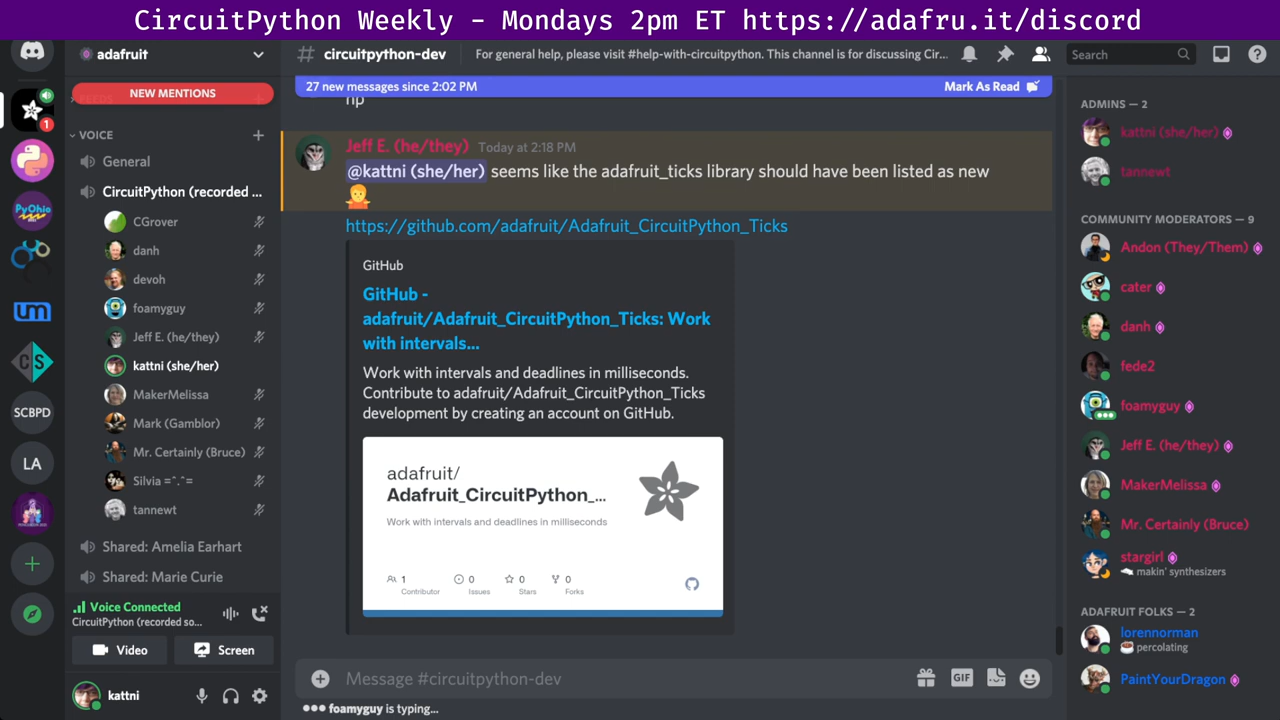 CircuitPython Weekly - Mondays 2pm ET https://adafru.it/discord
adafruit
NEW MENTIONS
VOICE
General
CircuitPython (recorded ...
CGrover
danh
devoh
foamyguy
Jeff E. (he/they)
kattni (she/her)
MakerMelissa
Mark (Gamblor)
Mr. Certainly (Bruce)
Silvia =^.^=
tannewt
Shared: Amelia Earhart
Shared: Marie Curie
Voice Connected
CircuitPython (recorded so...
Video
Screen
kattni
1
PyOhio
um
CS
SCBPD
LA
# circuitpython-dev
For general help, please visit #help-with-circuitpython. This channel is for discussing Cir...
Search
27 new messages since 2:02 PM
Mark As Read
np
Jeff E. (he/they) Today at 2:18 PM
@kattni (she/her) seems like the adafruit_ticks library should have been listed as new
https://github.com/adafruit/Adafruit_CircuitPython_Ticks
GitHub
GitHub -
adafruit/Adafruit_CircuitPython_Ticks: Work
with intervals...
Work with intervals and deadlines in milliseconds.
Contribute to adafruit/Adafruit_CircuitPython_Ticks
development by creating an account on GitHub.
adafruit/
Adafruit_CircuitPython_...
Work with intervals and deadlines in milliseconds
1 0 0 0
Contributor Issues Stars Forks
Message #circuitpython-dev
GIF
foamyguy is typing...
ADMINS — 2
kattni (she/her)
tannewt
COMMUNITY MODERATORS — 9
Andon (They/Them)
cater
danh
fede2
foamyguy
Jeff E. (he/they)
MakerMelissa
Mr. Certainly (Bruce)
stargirl
makin' synthesizers
ADAFRUIT FOLKS — 2
lorennorman
percolating
PaintYourDragon